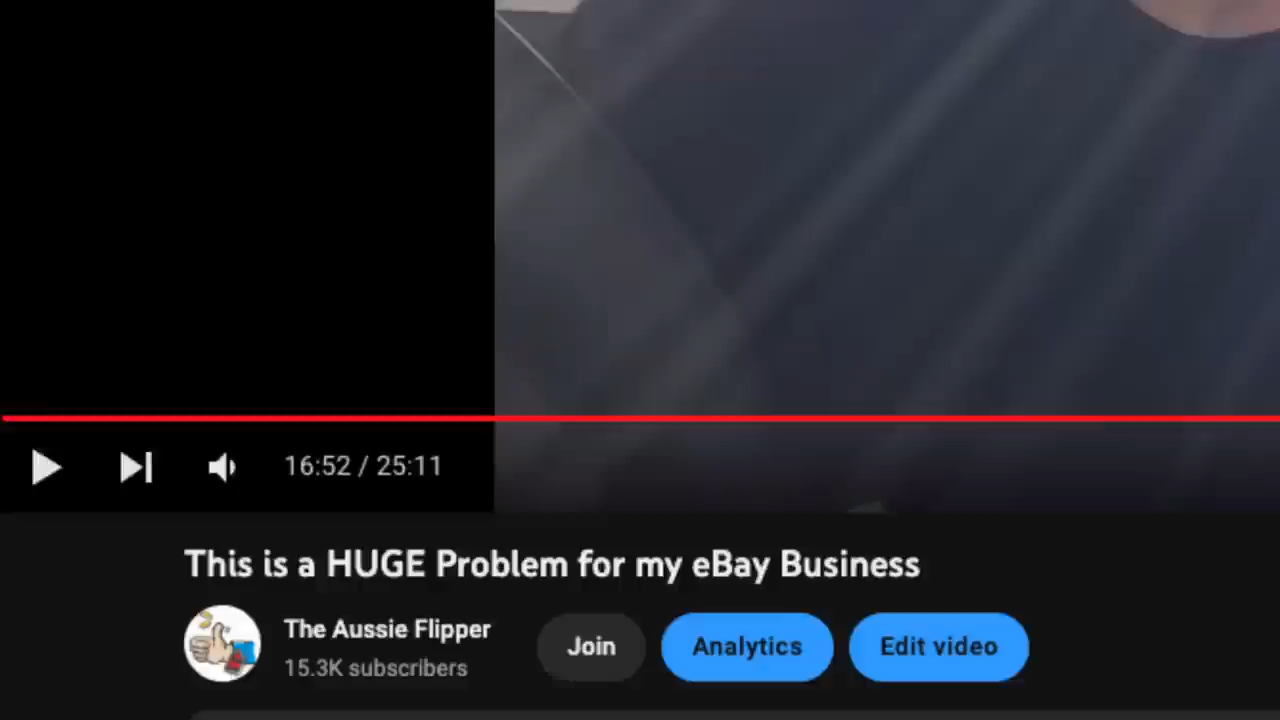 16:52 / 25:11
This is a HUGE Problem for my eBay Business
The Aussie Flipper
15.3K subscribers
Join
Analytics
Edit video